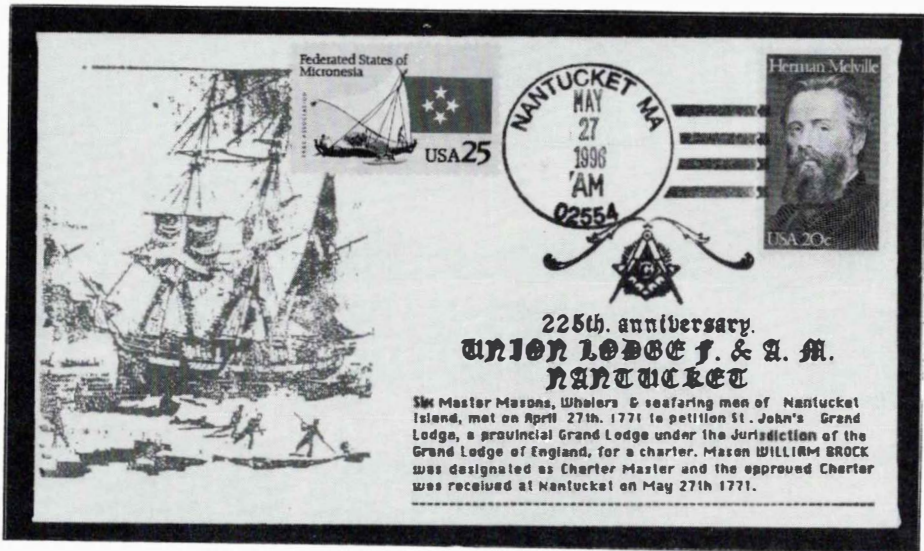 Federated States of
Micronesia
USA 25
NANTUCKET MA
MAY
27
1996
AM
02554
Herman Melville
USA 20c
G
225th. anniversary.
UNION LODGE F. & A. M.
NANTUCKET
Six Master Masons, Whalers & seafaring men of Nantucket
Island, met on April 27th. 1771 to petition St. John's Grand
Lodge, a provincial Grand Lodge under the Jurisdiction of the
Grand Lodge of England, for a charter. Mason WILLIAM BROCK
was designated as Charter Master and the approved Charter
was received at Nantucket on May 27th 1771.